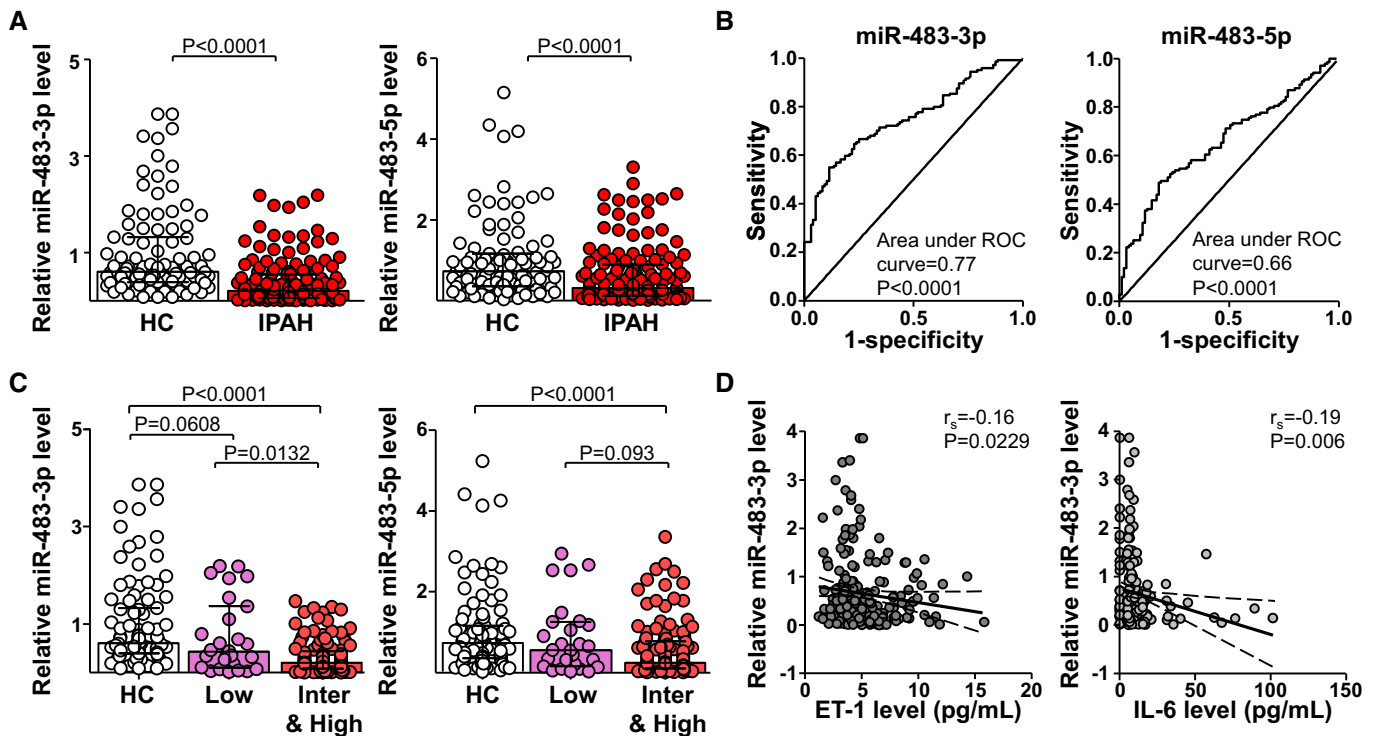 A
P<0.0001
Relative miR-483-3p level
5
3
1
HC
IPAH
P<0.0001
Relative miR-483-5p level
6
4
2
HC
IPAH
B
miR-483-3p
Sensitivity
1.0
0.8
0.6
0.4
0.2
0.0
Area under ROC
curve=0.77
P<0.0001
0.0
0.5
1.0
1-specificity
miR-483-5p
Sensitivity
1.0
0.8
0.6
0.4
0.2
0.0
Area under ROC
curve=0.66
P<0.0001
0.0
0.5
1.0
1-specificity
C
P<0.0001
P=0.0608
P=0.0132
Relative miR-483-3p level
5
3
1
HC
Low
Inter
& High
P<0.0001
P=0.093
Relative miR-483-5p level
6
4
2
HC
Low
Inter
& High
D
rs=-0.16
P=0.0229
Relative miR-483-3p level
4
3
2
1
0
-1
0
5
10
15
20
ET-1 level (pg/mL)
rs=-0.19
P=0.006
Relative miR-483-3p level
4
3
2
1
0
-1
0
50
100
150
IL-6 level (pg/mL)